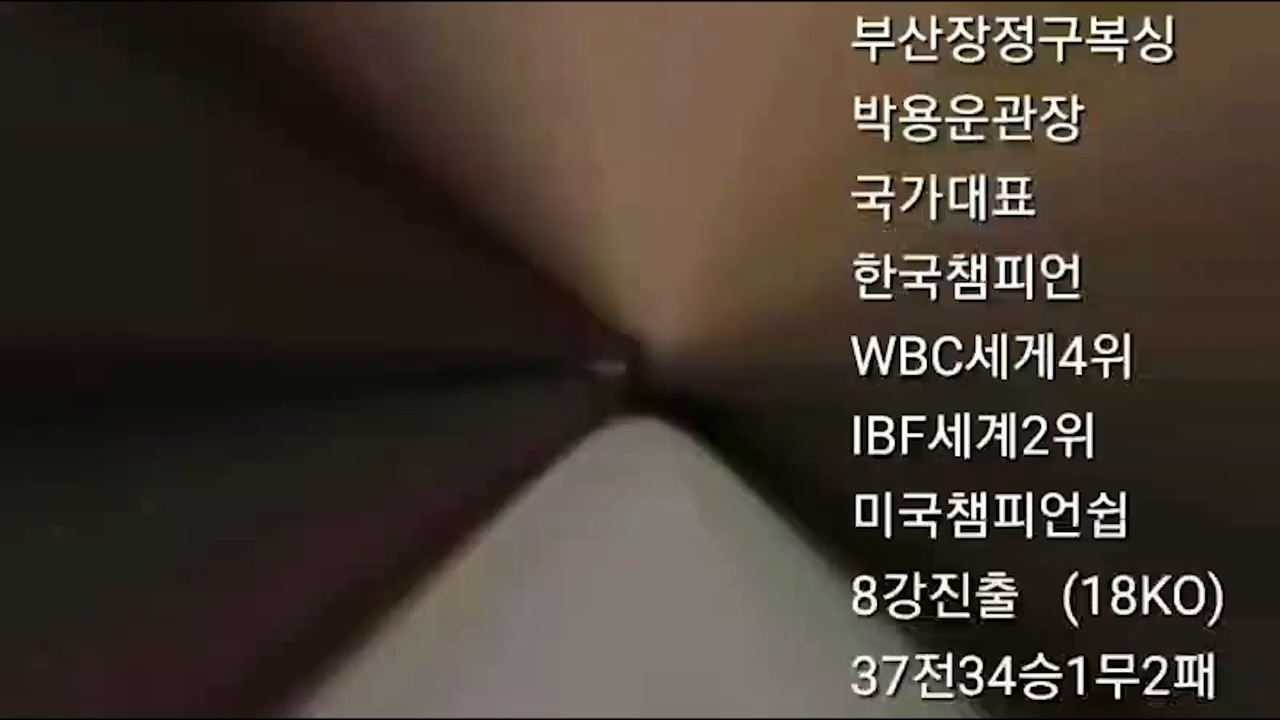 부산장정구복싱
박용운관장
국가대표
한국챔피언
WBC세게4위
IBF세계2위
미국챔피언쉽
8강진출 (18KO)
37전34승1무2패